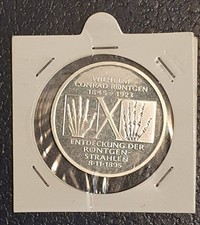 WILHELM
CONRAD RÖNTGEN
1845-1923
X
ENTDECKUNG DER
RÖNTGEN-
STRAHLEN
8·11·1895